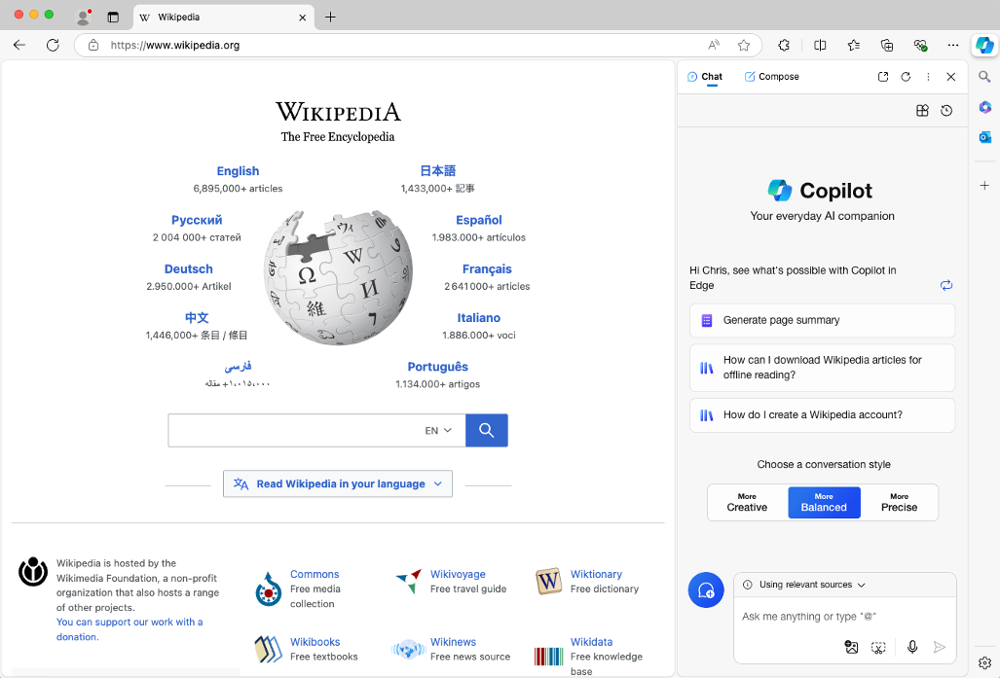 Wikipedia
https://www.wikipedia.org
WIKIPEDIA
The Free Encyclopedia
English
6,895,000+ articles
日本語
1,433,000+ 記事
Русский
2 004 000+ статей
Español
1.983.000+ artículos
Deutsch
2.950.000+ Artikel
Français
2 641 000+ articles
中文
1,446,000+ 条目 / 條目
Italiano
1.886.000+ voci
فارسی
۱٬۰۱۵٬۰۰۰+ مقاله
Português
1.134.000+ artigos
EN
Read Wikipedia in your language
Wikipedia is hosted by the
Wikimedia Foundation, a non-profit
organization that also hosts a range
of other projects.
You can support our work with a
donation.
Commons
Free media
collection
Wikivoyage
Free travel guide
Wiktionary
Free dictionary
Wikibooks
Free textbooks
Wikinews
Free news source
Wikidata
Free knowledge
base
Chat
Compose
Copilot
Your everyday AI companion
Hi Chris, see what's possible with Copilot in
Edge
Generate page summary
How can I download Wikipedia articles for
offline reading?
How do I create a Wikipedia account?
Choose a conversation style
More
Creative
More
Balanced
More
Precise
Using relevant sources
Ask me anything or type "@"